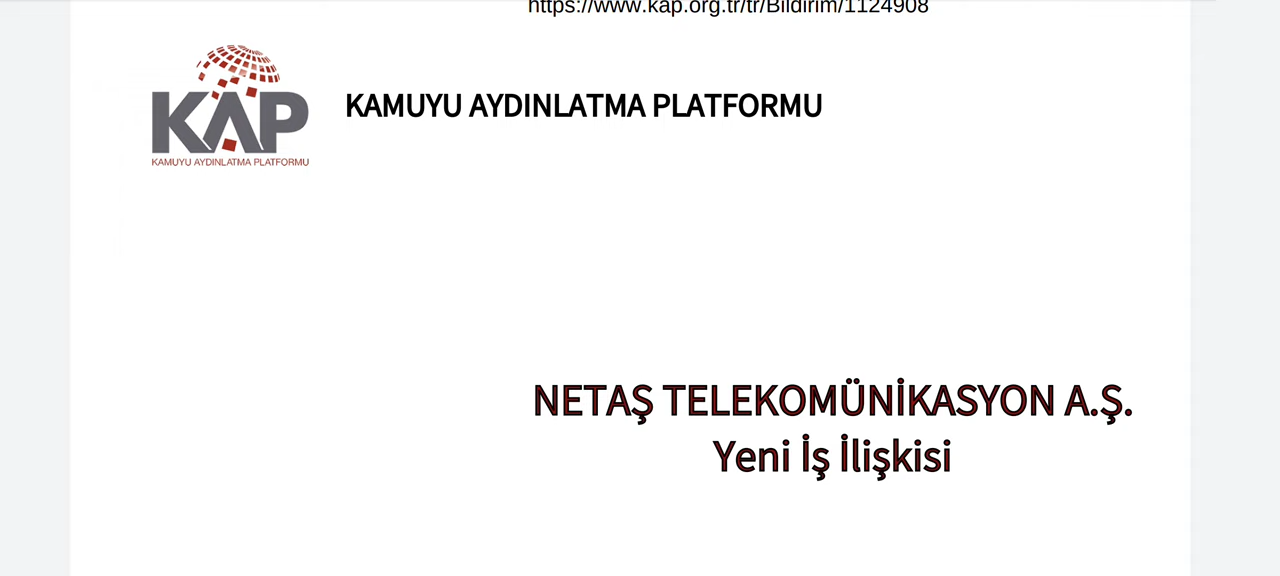 https://www.kap.org.tr/tr/Bildirim/1124908
KAP
KAMUYU AYDINLATMA PLATFORMU
KAMUYU AYDINLATMA PLATFORMU
NETAŞ TELEKOMÜNİKASYON A.Ş.
Yeni İş İlişkisi